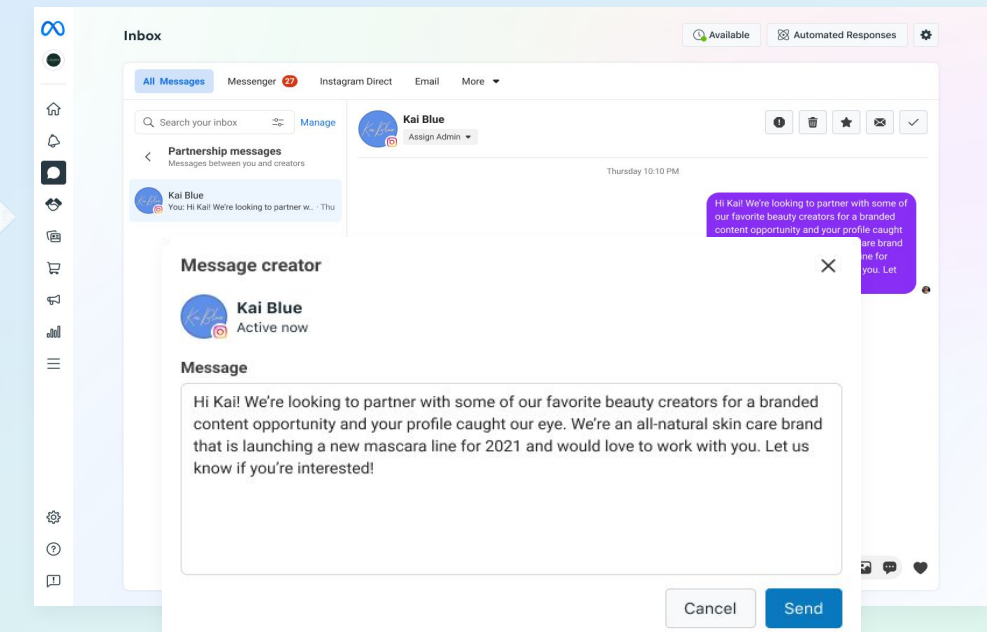 Inbox
Available
Automated Responses
All Messages
Messenger 27
Instagram Direct
Email
More
Search your inbox
Manage
Partnership messages
Messages between you and creators
Kai Blue
You: Hi Kai! We're looking to partner w.. · Thu
Kai Blue
Assign Admin
Thursday 10:10 PM
Hi Kai! We're looking to partner with some of
our favorite beauty creators for a branded
content opportunity and your profile caught
are brand
ine for
you. Let
Message creator
Kai Blue
Kai Blue
Active now
Message
Hi Kai! We're looking to partner with some of our favorite beauty creators for a branded
content opportunity and your profile caught our eye. We're an all-natural skin care brand
that is launching a new mascara line for 2021 and would love to work with you. Let us
know if you're interested!
Cancel
Send